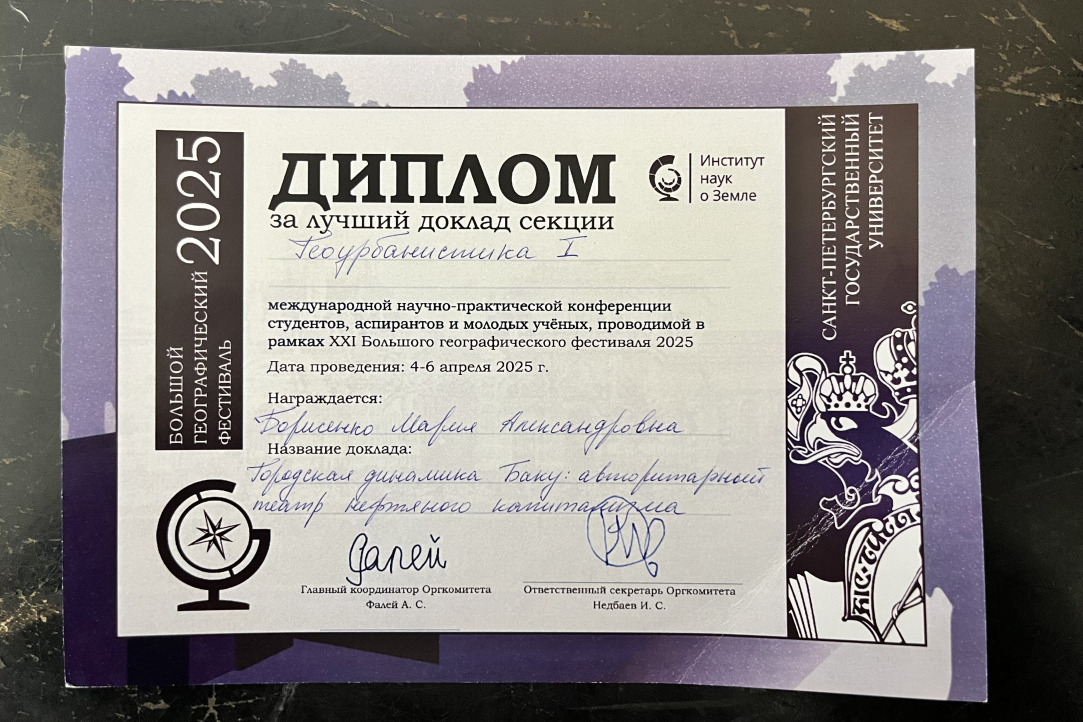 БОЛЬШОЙ
ГЕОГРАФИЧЕСКИЙ
ФЕСТИВАЛЬ
2025
ДИПЛОМ
за лучший доклад секции
Геоурбанистика I
Институт
наук
о Земле
международной научно-практической конференции
студентов, аспирантов и молодых учёных, проводимой в
рамках XXI Большого географического фестиваля 2025
Дата проведения: 4-6 апреля 2025 г.
Награждается:
Борисенко Мария Александровна
Название доклада:
Городская динамика Баку: авторитарный
театр нефтяного капитализма
Фалей
Главный координатор Оргкомитета
Фалей А. С.
Ответственный секретарь Оргкомитета
Недбаев И. С.
САНКТ-ПЕТЕРБУРГСКИЙ
ГОСУДАРСТВЕННЫЙ
УНИВЕРСИТЕТ